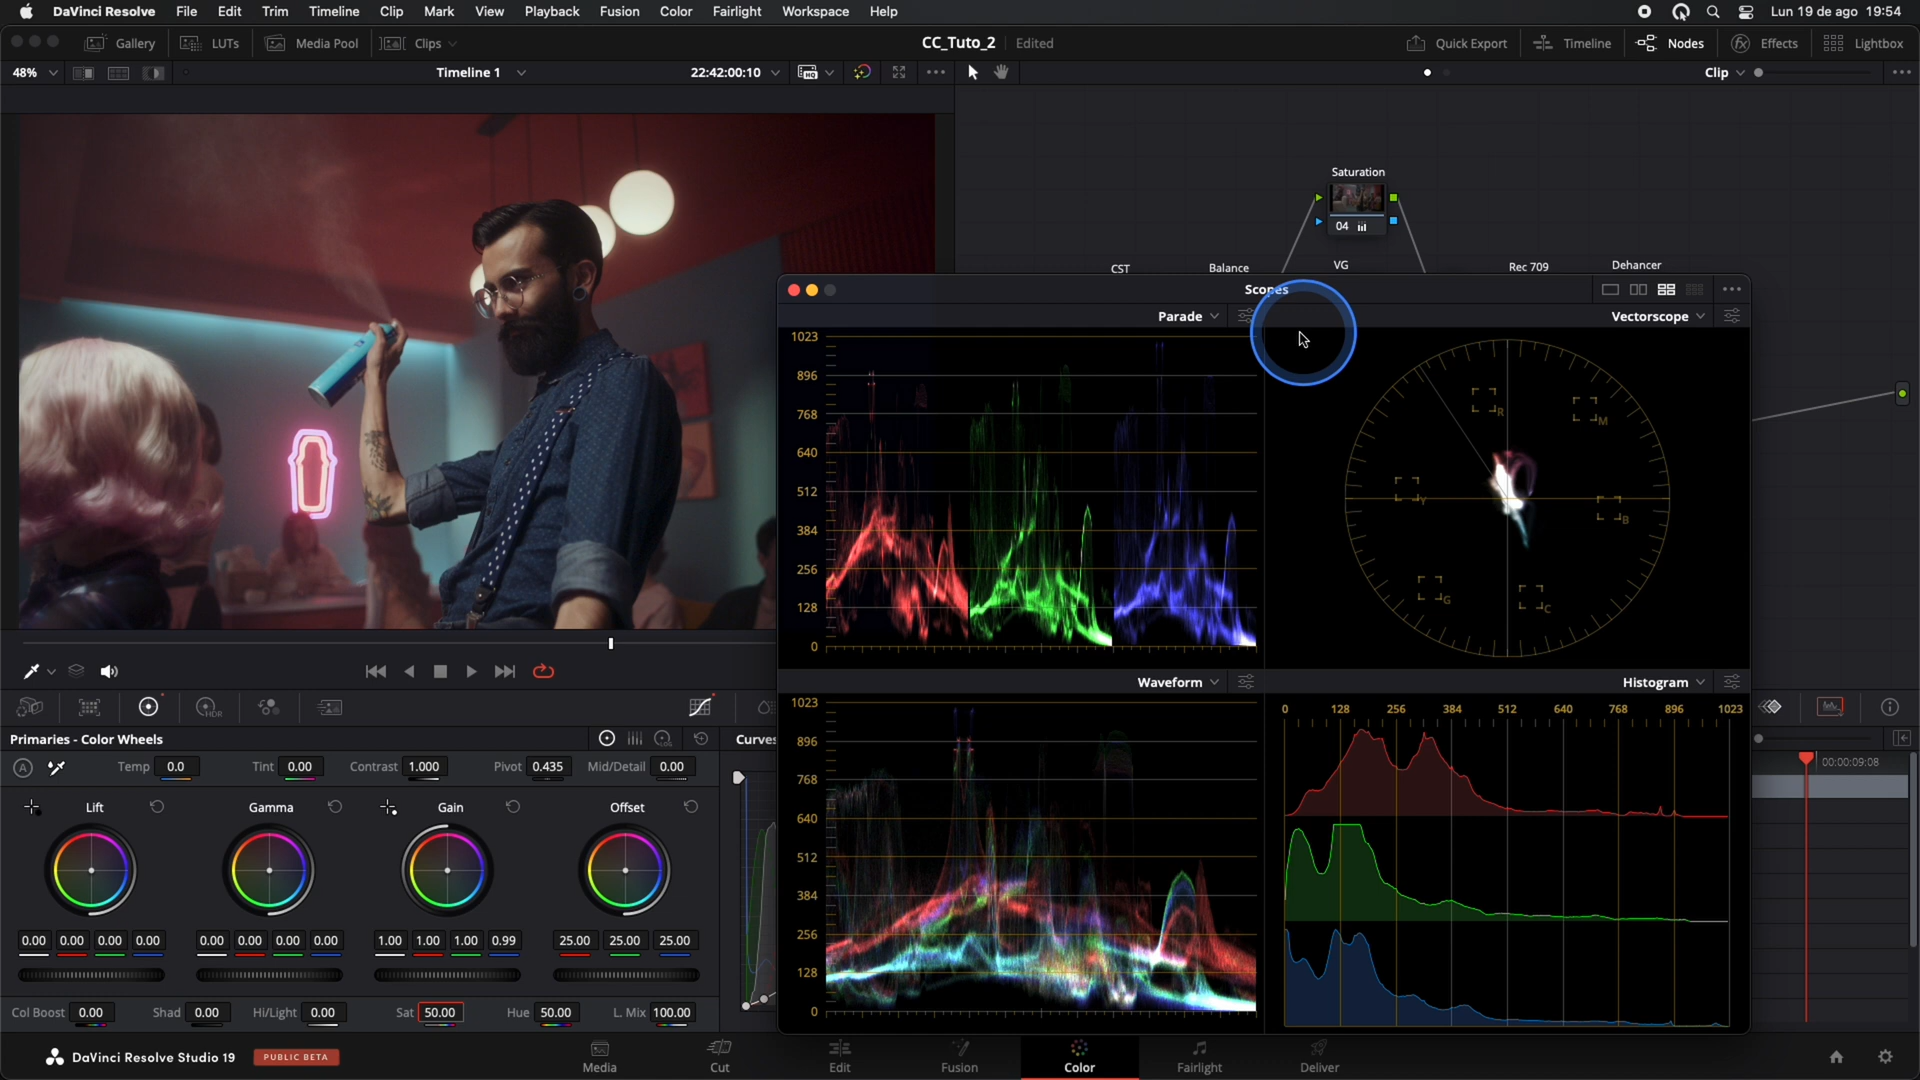 DaVinci Resolve File Edit Trim Timeline Clip Mark View Playback Fusion Color Fairlight Workspace Help Lun 19 de ago 19:54
Gallery LUTs Media Pool Clips CC_Tuto_2 Edited Quick Export Timeline Nodes Effects Lightbox
48% Timeline 1 22:42:00:10 HQ Clip
Saturation
04
CST Balance VG Rec 709 Dehancer
Scopes
Parade Vectorscope
1023
896
768
640
512
384
256
128
0
R
M
Y
B
G
C
Waveform Histogram
1023
896
768
640
512
384
256
128
0
0 128 256 384 512 640 768 896 1023
HDR
Primaries - Color Wheels LOG Curves
A Temp 0.0 Tint 0.00 Contrast 1.000 Pivot 0.435 Mid/Detail 0.00
Lift Gamma Gain Offset
0.00 0.00 0.00 0.00 0.00 0.00 0.00 0.00 1.00 1.00 1.00 0.99 25.00 25.00 25.00
Col Boost 0.00 Shad 0.00 Hi/Light 0.00 Sat 50.00 Hue 50.00 L. Mix 100.00
00:00:09:08
DaVinci Resolve Studio 19 PUBLIC BETA Media Cut Edit Fusion Color Fairlight Deliver